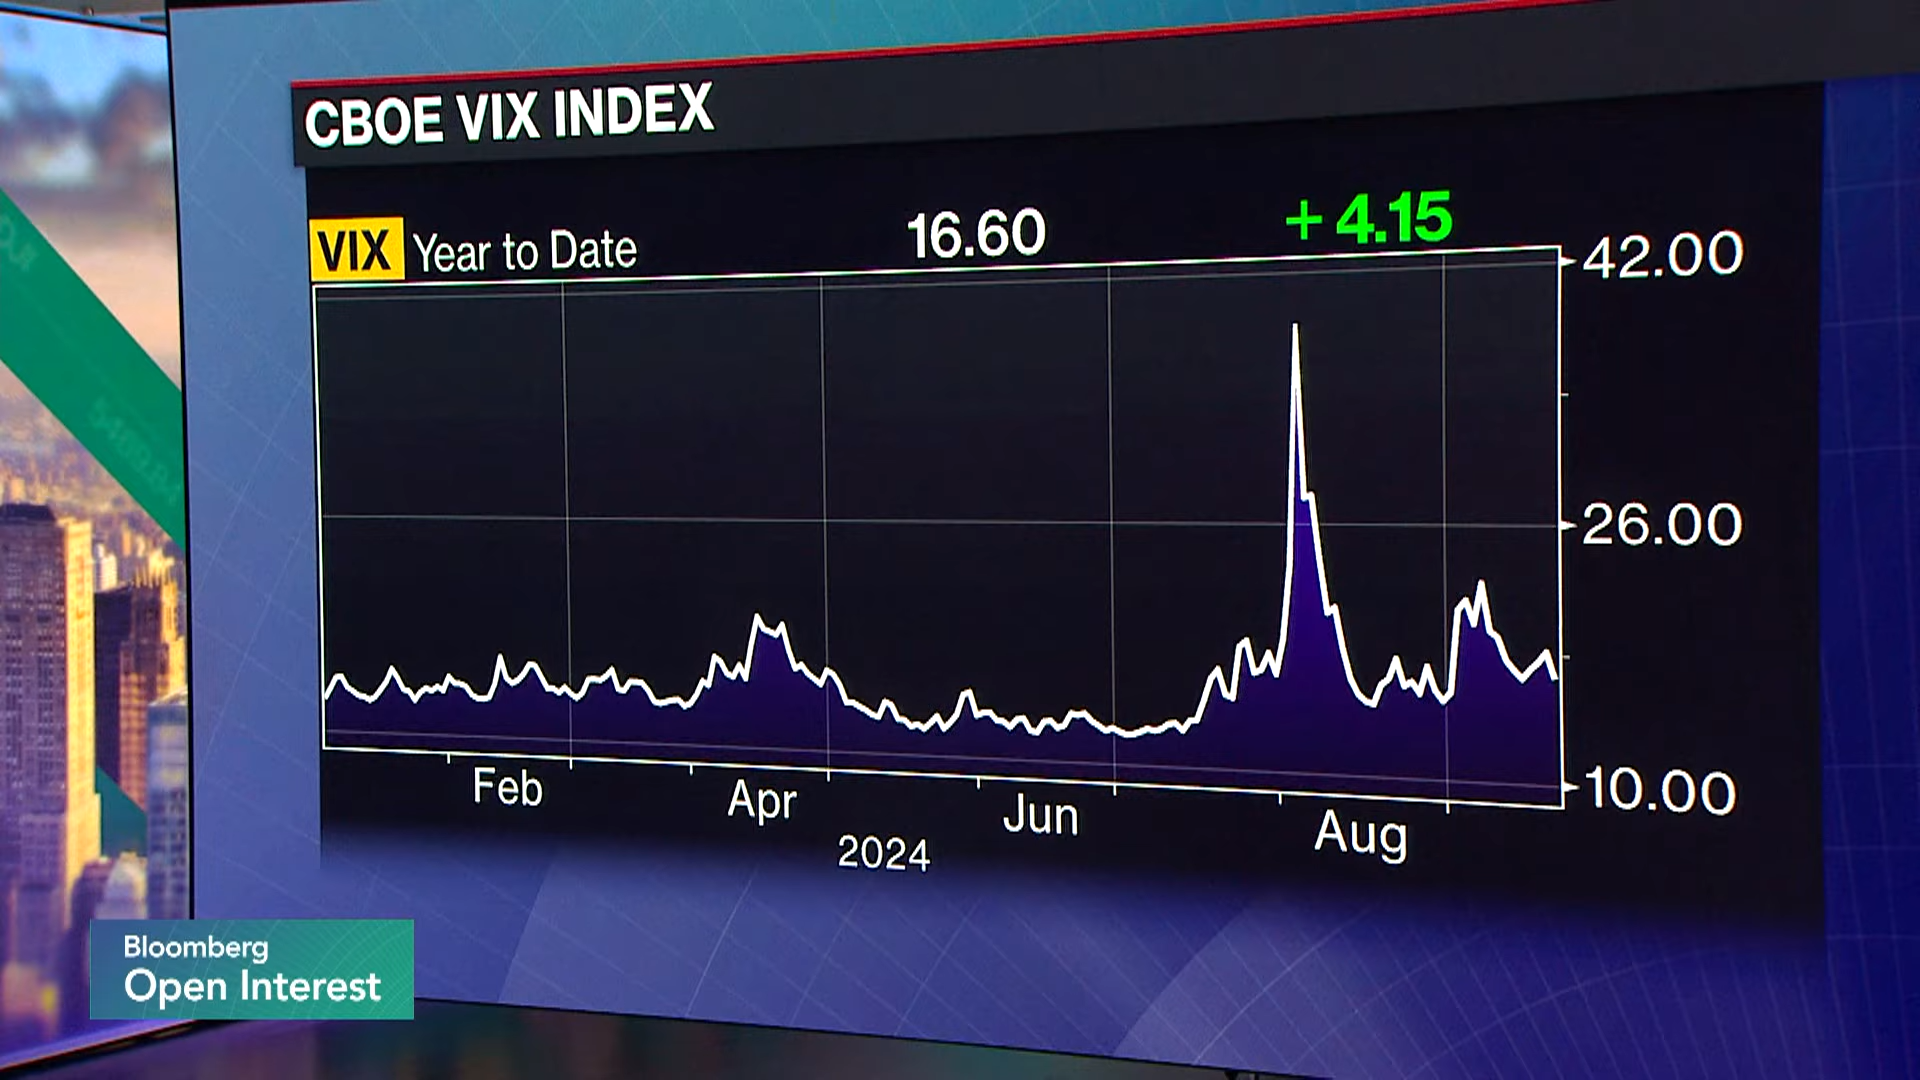 CBOE VIX INDEX
VIX Year to Date 16.60 +4.15
42.00
26.00
10.00
Feb Apr Jun Aug
2024
Bloomberg
Open Interest